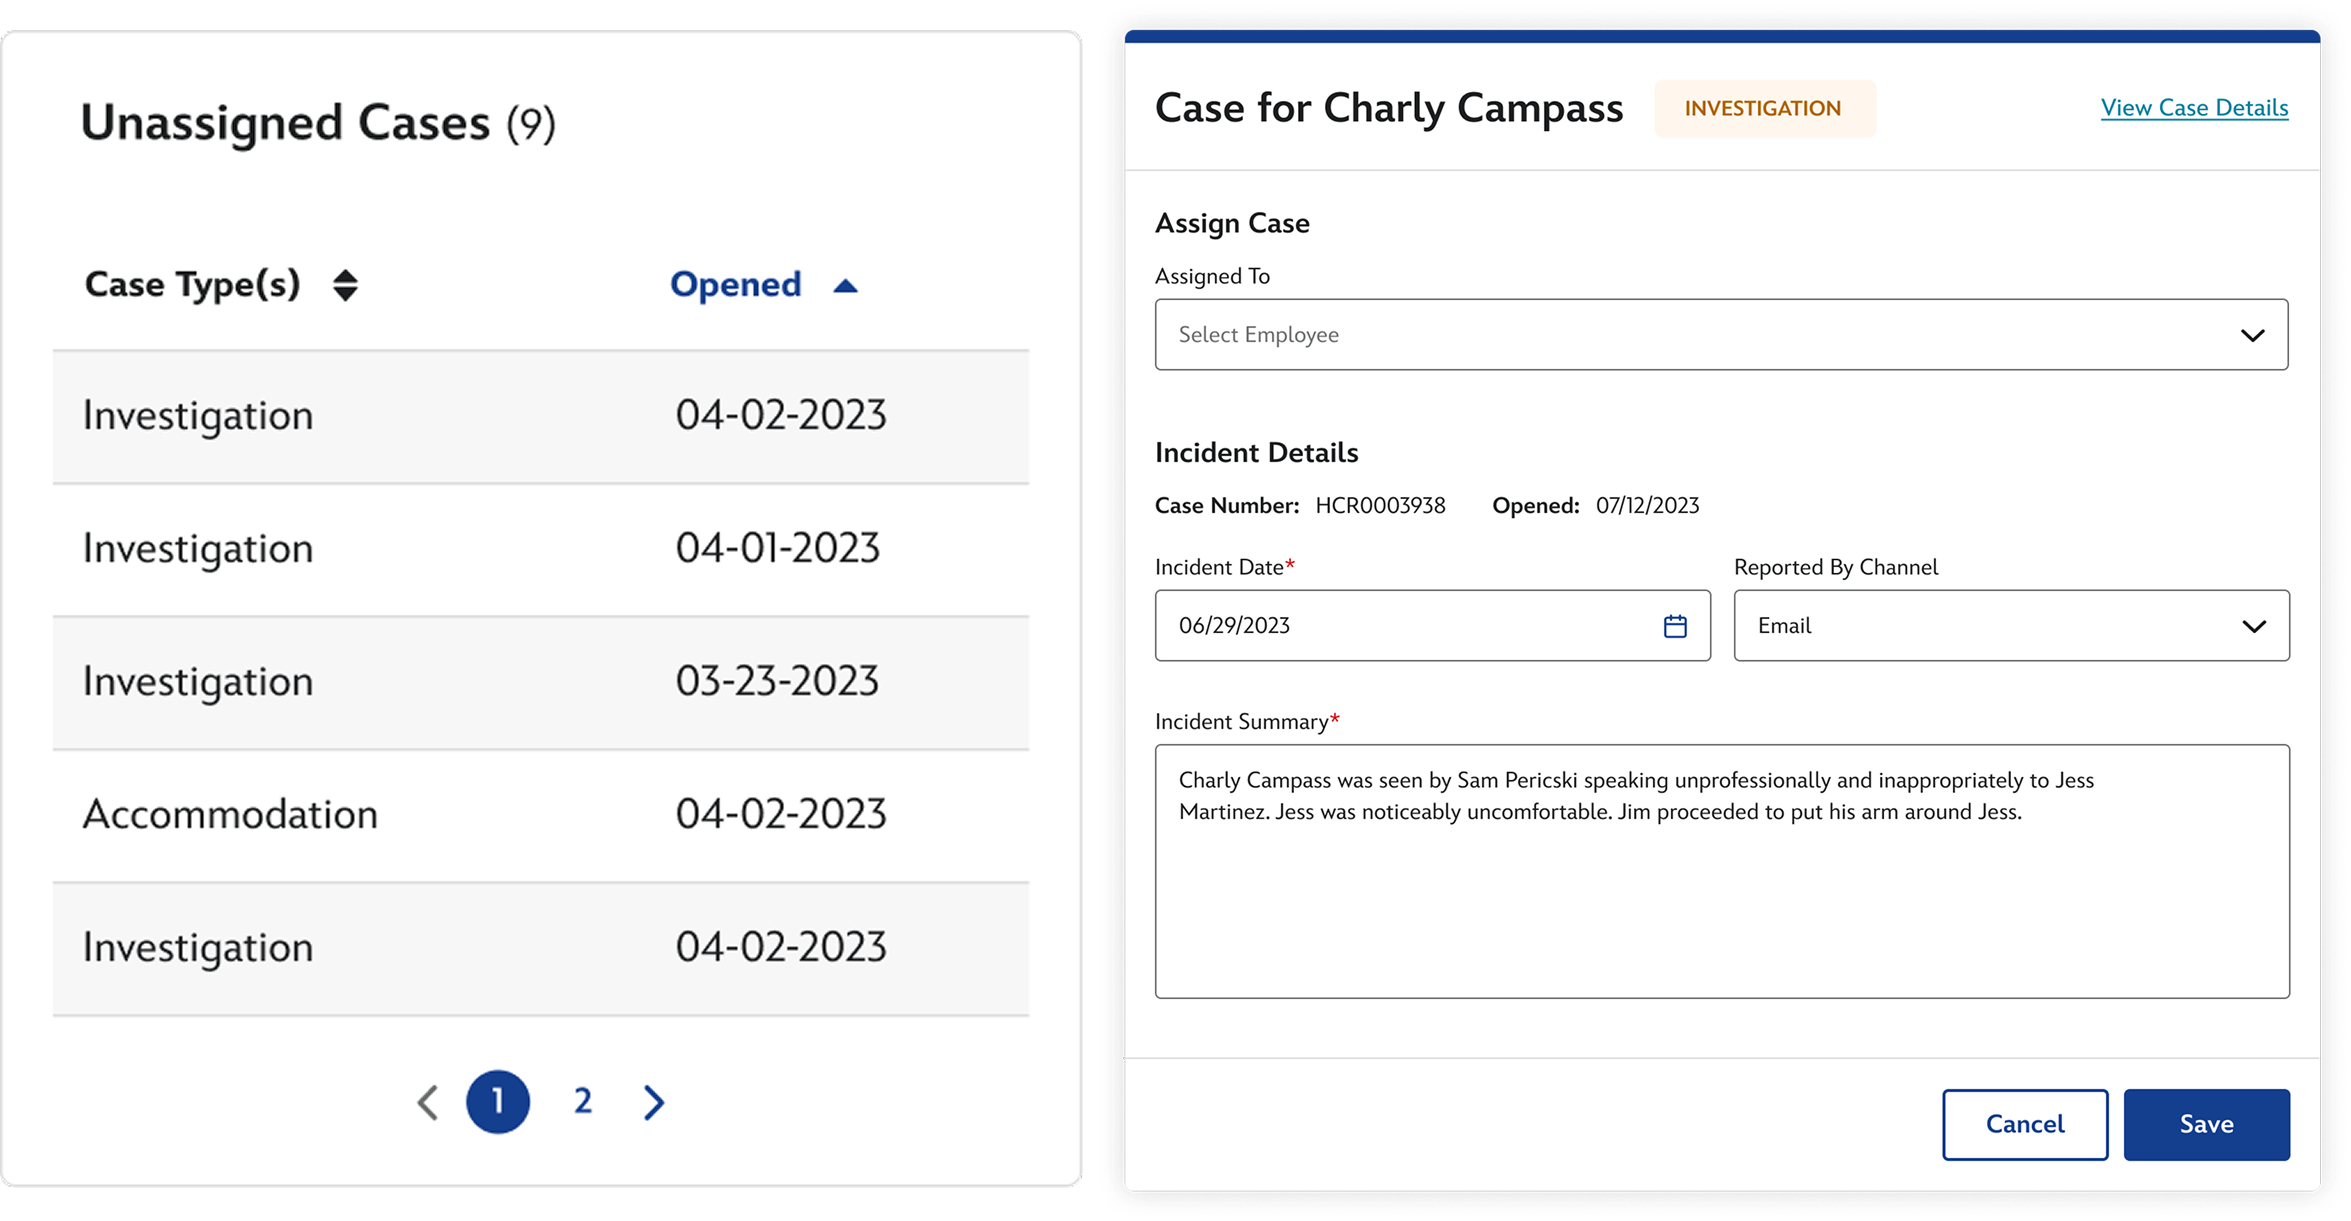 Unassigned Cases (9)
Case Type(s) Opened
Investigation 04-02-2023
Investigation 04-01-2023
Investigation 03-23-2023
Accommodation 04-02-2023
Investigation 04-02-2023
1 2
Case for Charly Campass INVESTIGATION View Case Details
Assign Case
Assigned To
Select Employee
Incident Details
Case Number: HCR0003938 Opened: 07/12/2023
Incident Date* Reported By Channel
06/29/2023 Email
Incident Summary*
Charly Campass was seen by Sam Pericski speaking unprofessionally and inappropriately to Jess
Martinez. Jess was noticeably uncomfortable. Jim proceeded to put his arm around Jess.
Cancel Save